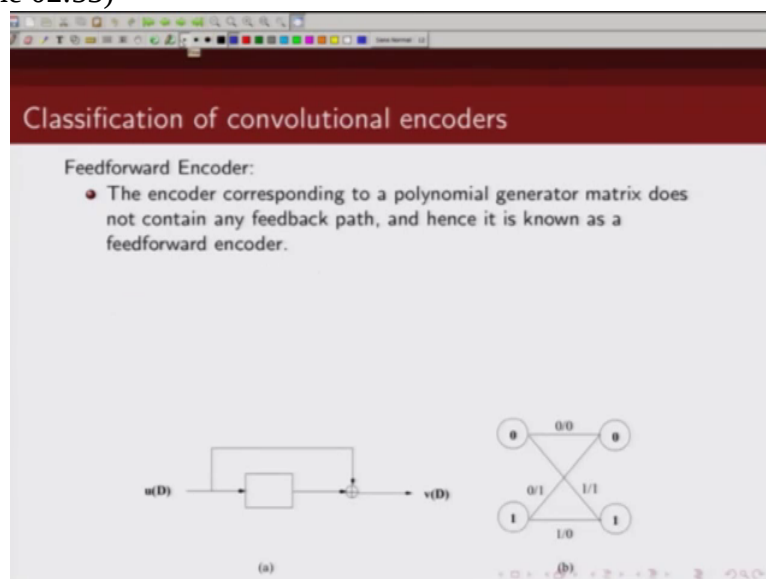 Classification of convolutional encoders
Feedforward Encoder:
The encoder corresponding to a polynomial generator matrix does
not contain any feedback path, and hence it is known as a
feedforward encoder.
0 0/0 0
u(D) v(D)
0/1 1/1
1 1
1/0
(a) (b)